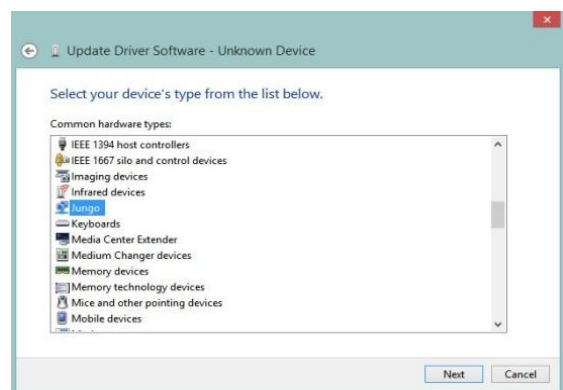 Update Driver Software - Unknown Device
Select your device's type from the list below.
Common hardware types:
IEEE 1394 host controllers
IEEE 1667 silo and control devices
Imaging devices
Infrared devices
Jungo
Keyboards
Media Center Extender
Medium Changer devices
Memory devices
Memory technology devices
Mice and other pointing devices
Mobile devices
Next Cancel